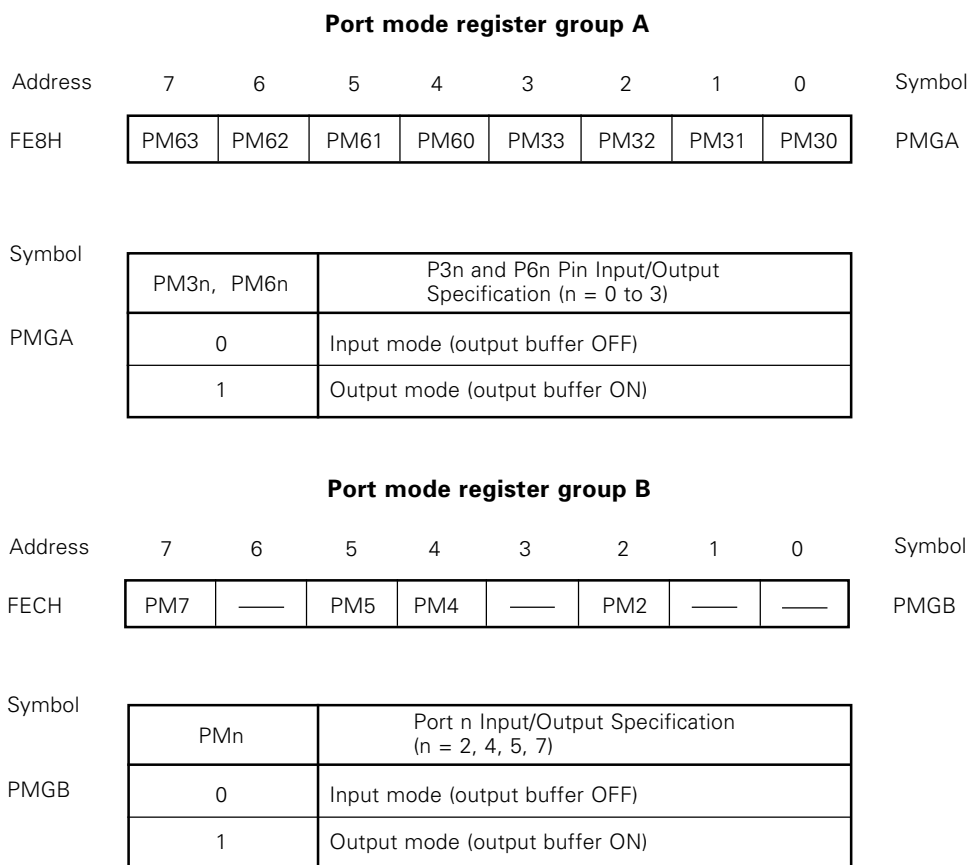 Port mode register group A
Address 7 6 5 4 3 2 1 0 Symbol
FE8H PM63 PM62 PM61 PM60 PM33 PM32 PM31 PM30 PMGA
Symbol
PM3n, PM6n P3n and P6n Pin Input/Output
Specification (n = 0 to 3)
PMGA 0 Input mode (output buffer OFF)
1 Output mode (output buffer ON)
Port mode register group B
Address 7 6 5 4 3 2 1 0 Symbol
FECH PM7 — PM5 PM4 — PM2 — — PMGB
Symbol
PMn Port n Input/Output Specification
(n = 2, 4, 5, 7)
PMGB 0 Input mode (output buffer OFF)
1 Output mode (output buffer ON)